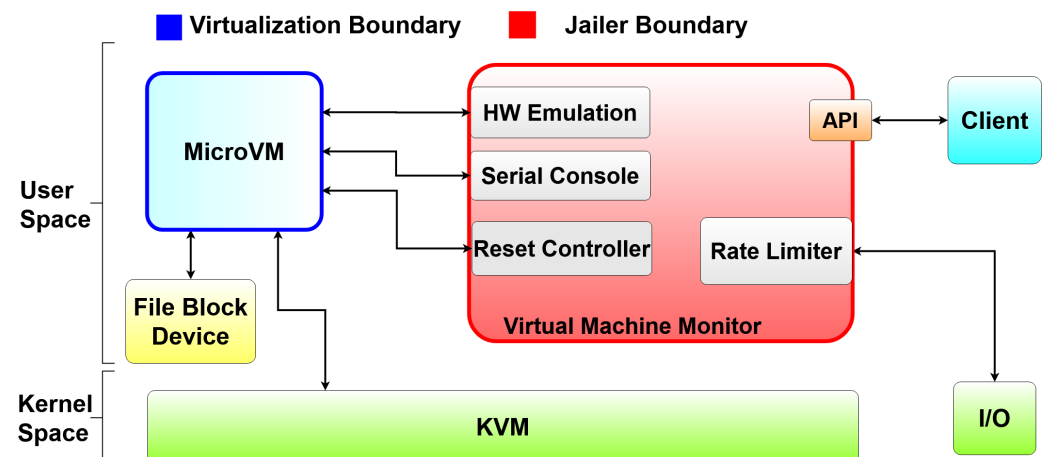 Virtualization Boundary
Jailer Boundary
User
Space
MicroVM
HW Emulation
Serial Console
Reset Controller
API
Client
Rate Limiter
File Block
Device
Virtual Machine Monitor
Kernel
Space
KVM
I/O